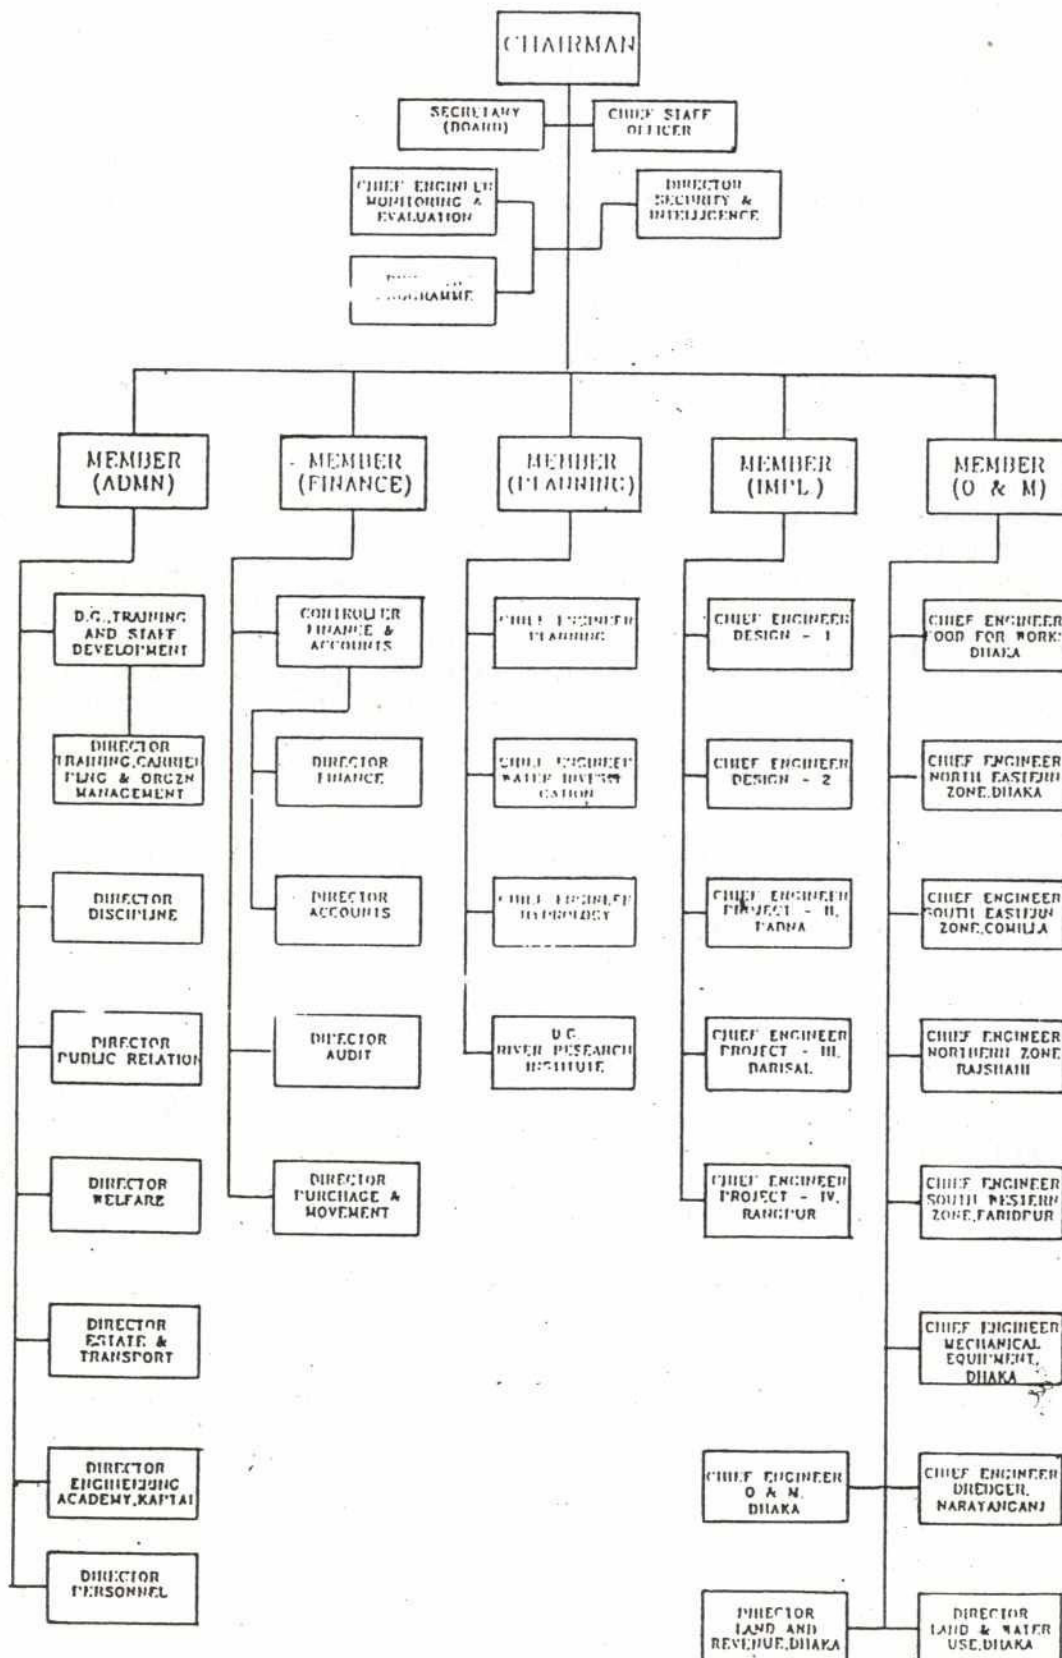 CHAIRMAN
SECRETARY
(BOARD)
CHIEF STAFF
OFFICER
CHIEF ENGINEER
MONITORING &
EVALUATION
DIRECTOR
SECURITY &
INTELLIGENCE
PROGRAMME
MEMBER
(ADMN)
MEMBER
(FINANCE)
MEMBER
(PLANNING)
MEMBER
(IMPL.)
MEMBER
(O & M)
D.G.,TRAINING
AND STAFF
DEVELOPMENT
CONTROLLER
FINANCE &
ACCOUNTS
CHIEF ENGINEER
PLANNING
CHIEF ENGINEER
DESIGN - 1
CHIEF ENGINEER
FOOD FOR WORK
DHAKA
DIRECTOR
TRAINING,CARRIER
PLNG & ORGZN
MANAGEMENT
DIRECTOR
FINANCE
CHIEF ENGINEER
WATER
CATION
CHIEF ENGINEER
DESIGN - 2
CHIEF ENGINEER
NORTH EASTERN
ZONE,DHAKA
DIRECTOR
DISCIPLINE
DIRECTOR
ACCOUNTS
CHIEF ENGINEER
HYDROLOGY
CHIEF ENGINEER
PROJECT - II,
CHIEF ENGINEER
SOUTH EASTERN
ZONE,COMILLA
DIRECTOR
PUBLIC RELATION
DIRECTOR
AUDIT
D.G.
RIVER RESEARCH
INSTITUTE
CHIEF ENGINEER
PROJECT - III,
BARISAL
CHIEF ENGINEER
NORTHERN ZONE
RAJSHAHI
DIRECTOR
WELFARE
DIRECTOR
PURCHAGE &
MOVEMENT
CHIEF ENGINEER
PROJECT - IV,
RANGPUR
CHIEF ENGINEER
SOUTH WESTERN
ZONE,FARIDPUR
DIRECTOR
ESTATE &
TRANSPORT
CHIEF ENGINEER
MECHANICAL
EQUIPMENT,
DHAKA
DIRECTOR
ENGINEERING
ACADEMY,KAPTAI
CHIEF ENGINEER
O & M,
DHAKA
CHIEF ENGINEER
DREDGER,
NARAYANGANJ
DIRECTOR
PERSONNEL
DIRECTOR
LAND AND
REVENUE,DHAKA
DIRECTOR
LAND & WATER
USE,DHAKA